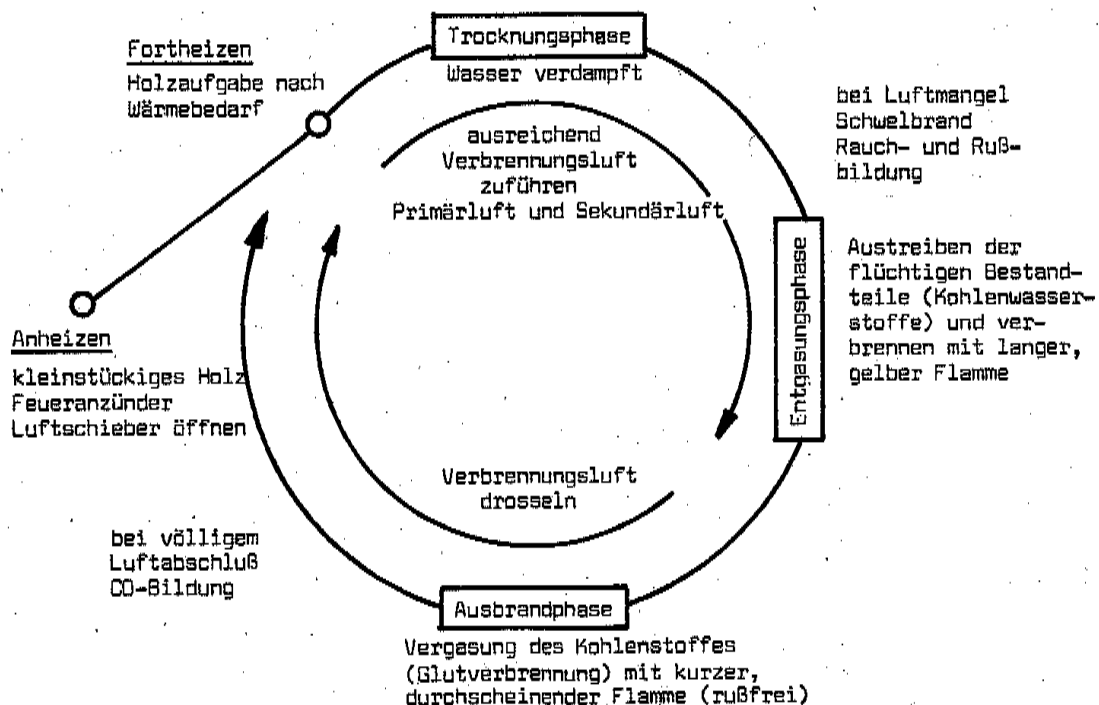 Trocknungsphase
Wasser verdampft
Fortheizen
Holzaufgabe nach
Wärmebedarf
ausreichend
Verbrennungsluft
zuführen
Primärluft und Sekundärluft
bei Luftmangel
Schwelbrand
Rauch- und Ruß-
bildung
Entgasungsphase
Austreiben der
flüchtigen Bestand-
teile (Kohlenwasser-
stoffe) und ver-
brennen mit langer,
gelber Flamme
Anheizen
kleinstückiges Holz
Feueranzünder
Luftschieber öffnen
Verbrennungsluft
drosseln
bei völligem
Luftabschluß
CO-Bildung
Ausbrandphase
Vergasung des Kohlenstoffes
(Glutverbrennung) mit kurzer,
durchscheinender Flamme (rußfrei)